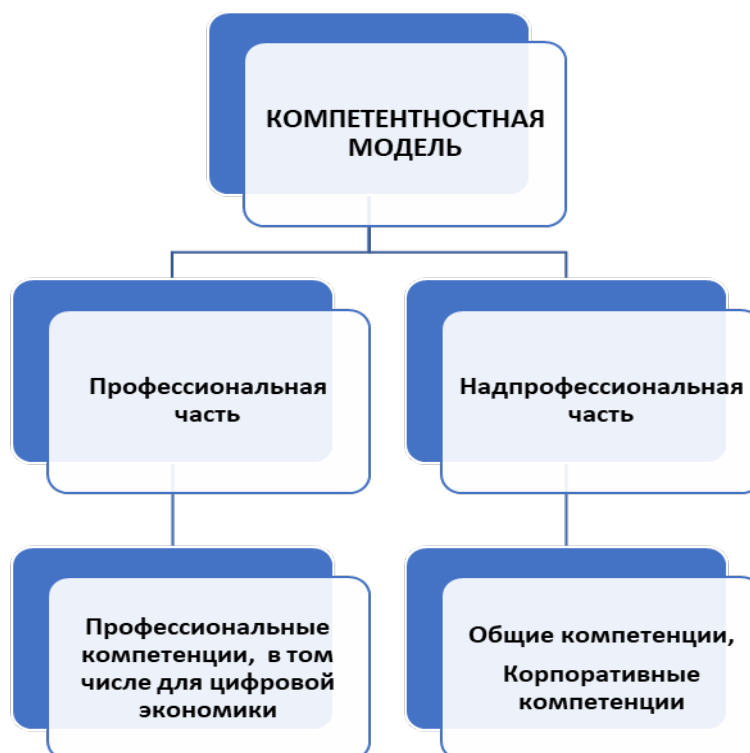 КОМПЕТЕНТНОСТНАЯ
МОДЕЛЬ
Профессиональная
часть
Надпрофессиональная
часть
Профессиональные
компетенции, в том
числе для цифровой
экономики
Общие компетенции,
Корпоративные
компетенции